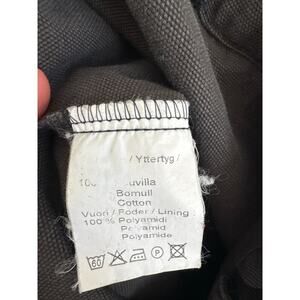 / Yttertyg /
Bomull
Cotton
Vuori / Foder / Lining
100 % Polyamidi
Polyamid
Polyamide
60 P